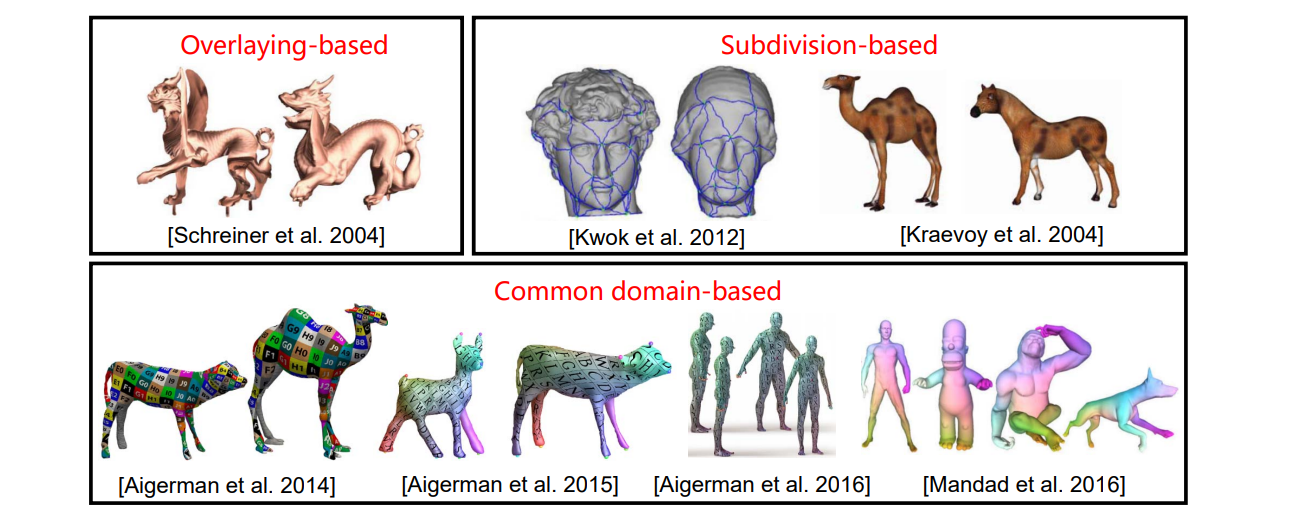 Overlaying-based
[Schreiner et al. 2004]
Subdivision-based
[Kwok et al. 2012]
[Kraevoy et al. 2004]
Common domain-based
[Aigerman et al. 2014]
[Aigerman et al. 2015]
[Aigerman et al. 2016]
[Mandad et al. 2016]